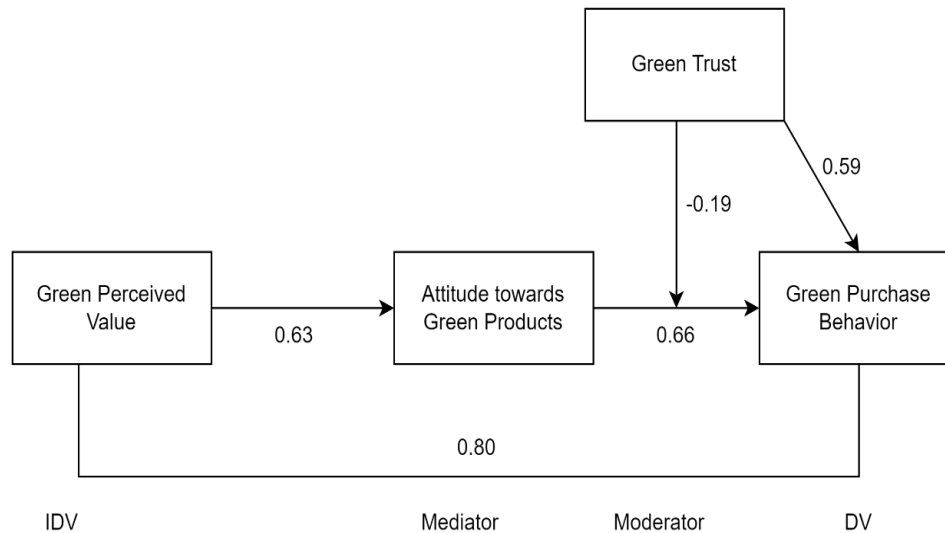 Green Trust
0.59
-0.19
Green Perceived
Value
0.63
Attitude towards
Green Products
0.66
Green Purchase
Behavior
0.80
IDV
Mediator
Moderator
DV